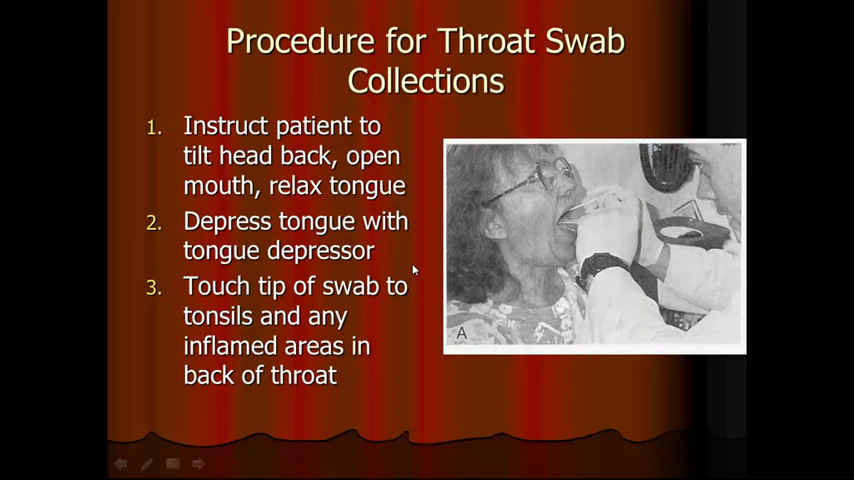 Procedure for Throat Swab
Collections
1. Instruct patient to
tilt head back, open
mouth, relax tongue
2. Depress tongue with
tongue depressor
3. Touch tip of swab to
tonsils and any
inflamed areas in
back of throat
A